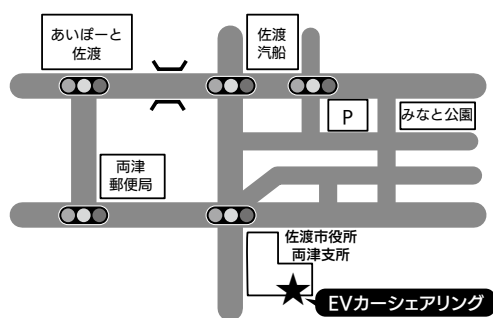 あいぽーと
佐渡
佐渡
汽船
P
みなと公園
両津
郵便局
佐渡市役所
両津支所
EVカーシェアリング